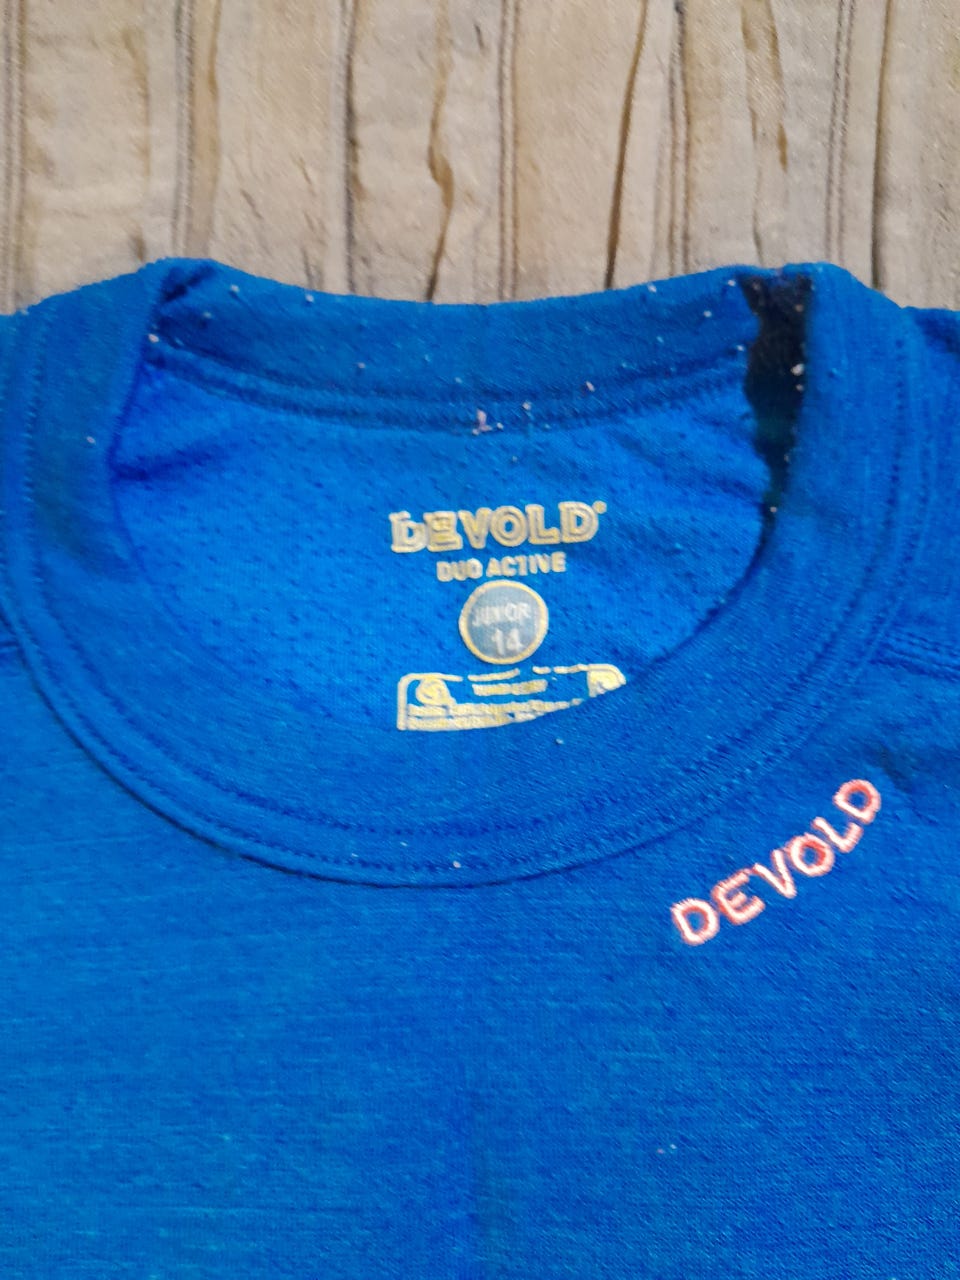 DEVOLD®
DUO ACTIVE
JUNIOR
14
DEVOLD